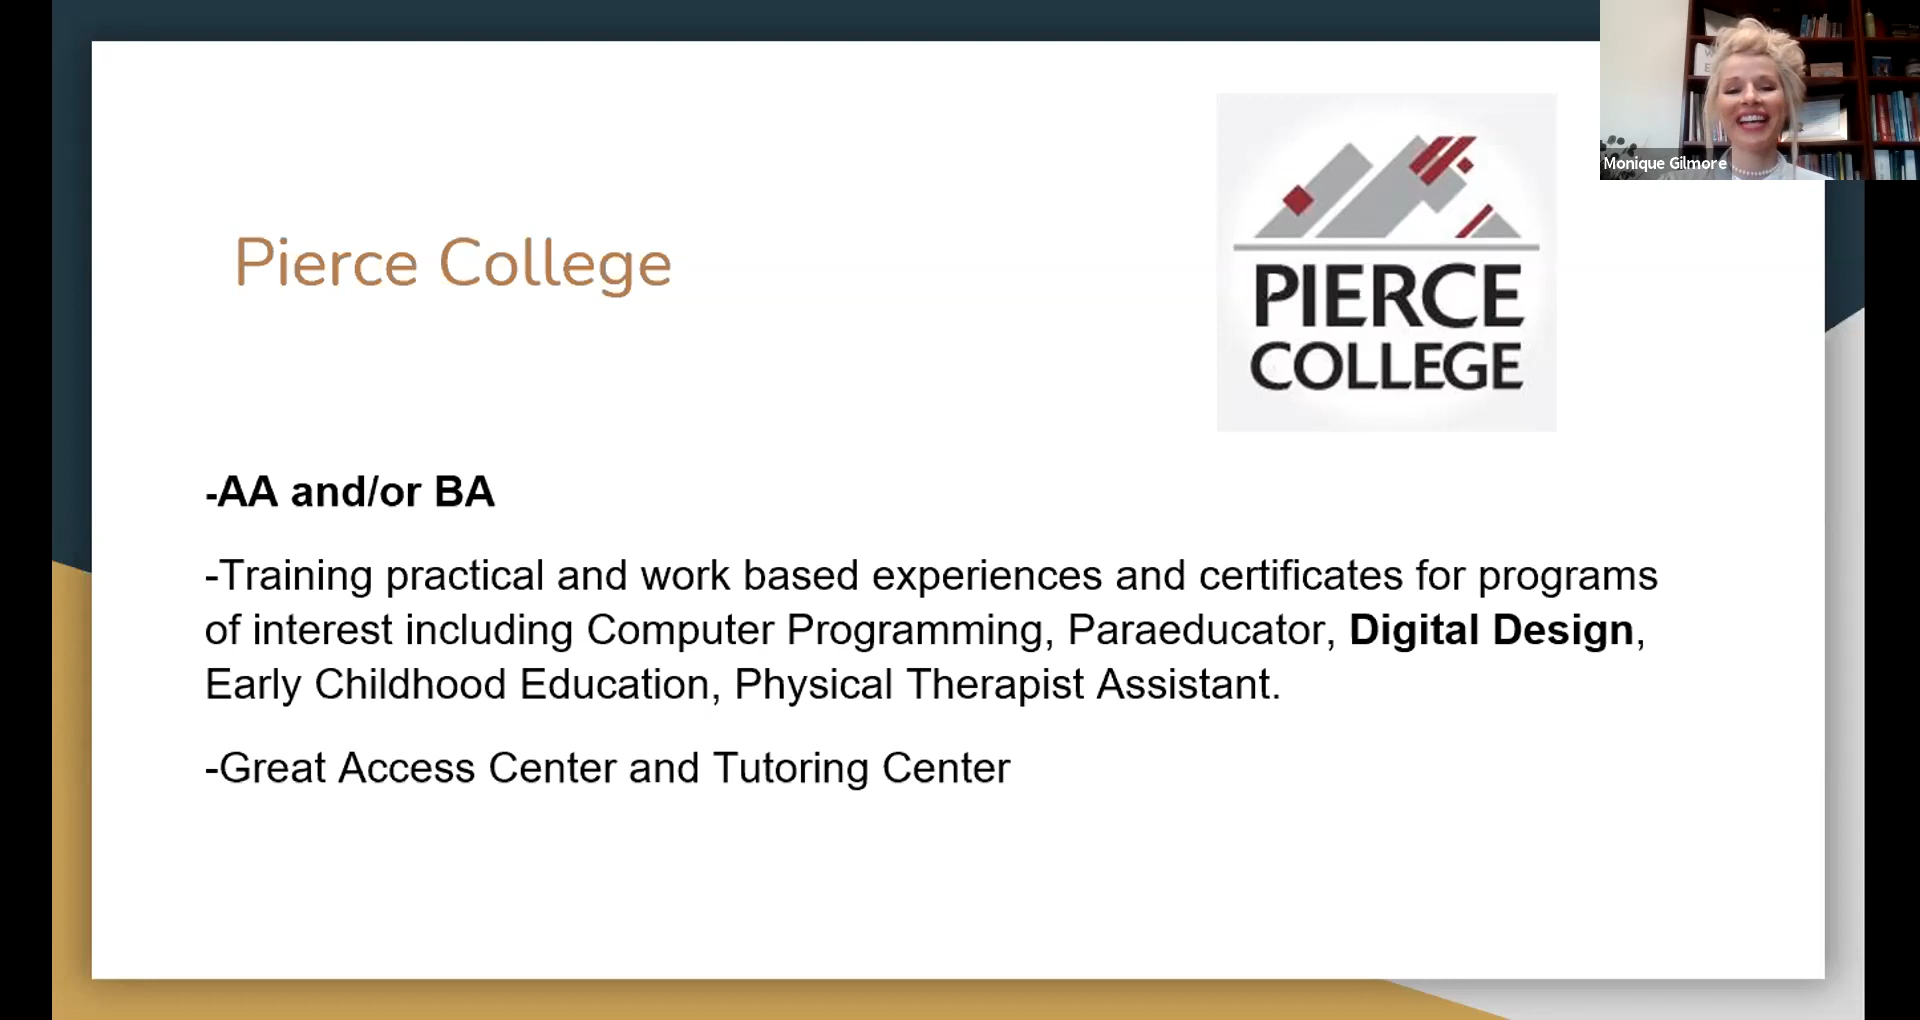 Monique Gilmore
Pierce College
PIERCE
COLLEGE
-AA and/or BA
-Training practical and work based experiences and certificates for programs
of interest including Computer Programming, Paraeducator, Digital Design,
Early Childhood Education, Physical Therapist Assistant.
-Great Access Center and Tutoring Center